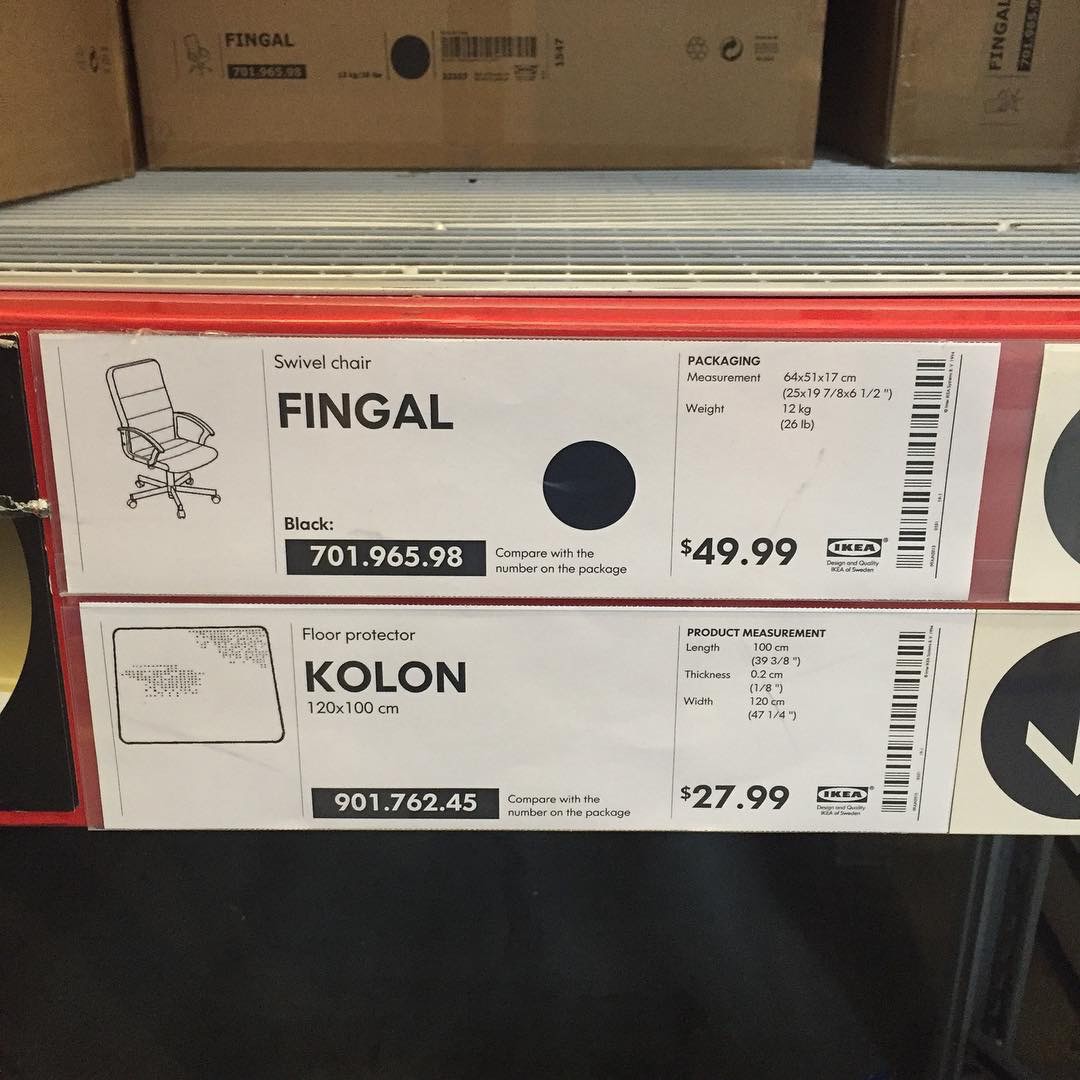 FINGAL
701.965.98
1547
FINGAL
701.965.9
Swivel chair
FINGAL
Black:
701.965.98
Compare with the
number on the package
PACKAGING
Measurement 64x51x17 cm
(25x19 7/8x6 1/2 ")
Weight 12 kg
(26 lb)
$49.99
IKEA
Design and Quality
IKEA of Sweden
Floor protector
KOLON
120x100 cm
901.762.45
Compare with the
number on the package
PRODUCT MEASUREMENT
Length 100 cm
(39 3/8 ")
Thickness 0.2 cm
(1/8 ")
Width 120 cm
(47 1/4 ")
$27.99
IKEA
Design and Quality
IKEA of Sweden